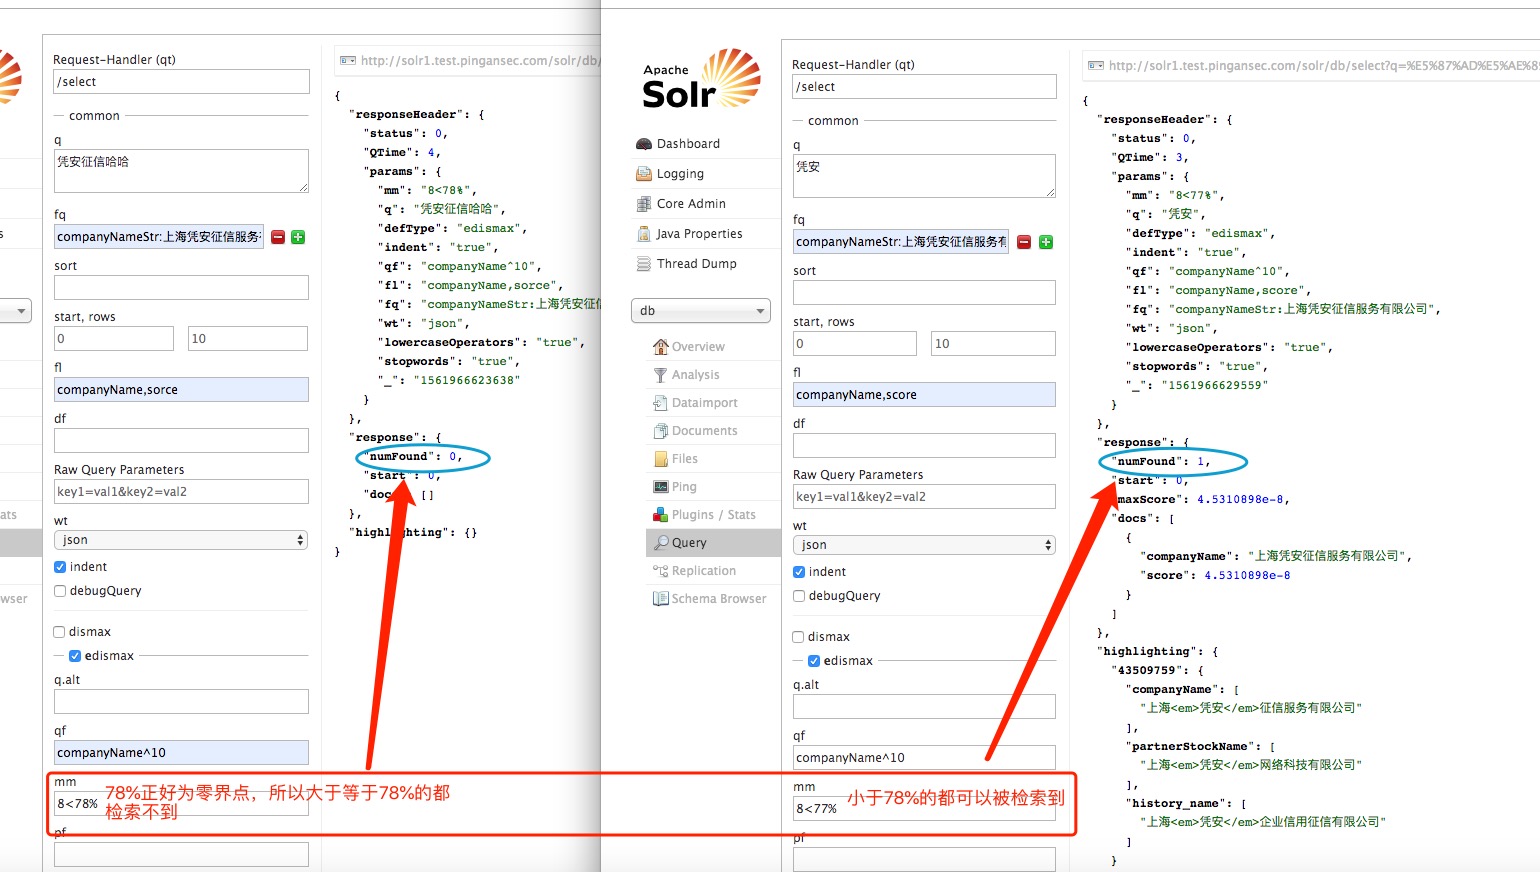 Request-Handler (qt)
/select
common
q
凭安征信哈哈
fq
companyNameStr:上海凭安征信服务
sort
start, rows
0
10
fl
companyName,sorce
df
Raw Query Parameters
key1=val1&key2=val2
wt
json
indent
debugQuery
dismax
edismax
q.alt
qf
companyName^10
mm
8<78%
78%正好为零界点，所以大于等于78%的都
检索不到
pf
s
ats
wser
http://solr1.test.pingansec.com/solr/db/
{
"responseHeader": {
"status": 0,
"QTime": 4,
"params": {
"mm": "8<78%",
"q": "凭安征信哈哈",
"defType": "edismax",
"indent": "true",
"qf": "companyName^10",
"fl": "companyName,sorce",
"fq": "companyNameStr:上海凭安征信
"wt": "json",
"lowercaseOperators": "true",
"stopwords": "true",
"_": "1561966623638"
}
},
"response": {
"numFound": 0,
"start": 0,
"doc []
},
"highlighting": {}
}
Apache
Solr
Dashboard
Logging
Core Admin
Java Properties
Thread Dump
db
Overview
Analysis
Dataimport
Documents
Files
Ping
Plugins / Stats
Query
Replication
Schema Browser
Request-Handler (qt)
/select
common
q
凭安
fq
companyNameStr:上海凭安征信服务有
sort
start, rows
0
10
fl
companyName,score
df
Raw Query Parameters
key1=val1&key2=val2
wt
json
indent
debugQuery
dismax
edismax
q.alt
qf
companyName^10
mm
8<77%
小于78%的都可以被检索到
pf
http://solr1.test.pingansec.com/solr/db/select?q=%E5%87%AD%E5%AE%8
{
"responseHeader": {
"status": 0,
"QTime": 3,
"params": {
"mm": "8<77%",
"q": "凭安",
"defType": "edismax",
"indent": "true",
"qf": "companyName^10",
"fl": "companyName,score",
"fq": "companyNameStr:上海凭安征信服务有限公司",
"wt": "json",
"lowercaseOperators": "true",
"stopwords": "true",
"_": "1561966629559"
}
},
"response": {
"numFound": 1,
"start": 0,
maxScore": 4.5310898e-8,
"docs": [
{
"companyName": "上海凭安征信服务有限公司",
"score": 4.5310898e-8
}
]
},
"highlighting": {
"43509759": {
"companyName": [
"上海<em>凭安</em>征信服务有限公司"
],
"partnerStockName": [
"上海<em>凭安</em>网络科技有限公司"
],
"history_name": [
"上海<em>凭安</em>企业信用征信有限公司"
]
}